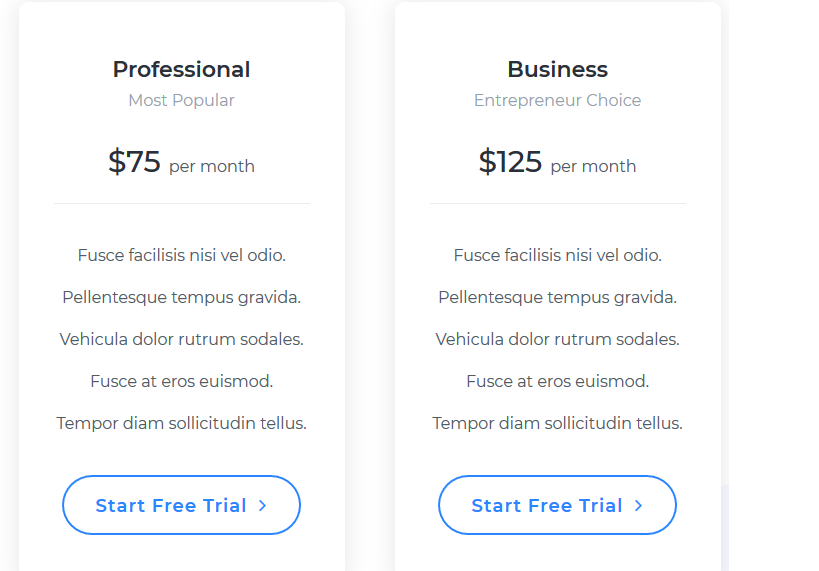 Professional
Most Popular
$75 per month
Fusce facilisis nisi vel odio.
Pellentesque tempus gravida.
Vehicula dolor rutrum sodales.
Fusce at eros euismod.
Tempor diam sollicitudin tellus.
Start Free Trial
Business
Entrepreneur Choice
$125 per month
Fusce facilisis nisi vel odio.
Pellentesque tempus gravida.
Vehicula dolor rutrum sodales.
Fusce at eros euismod.
Tempor diam sollicitudin tellus.
Start Free Trial